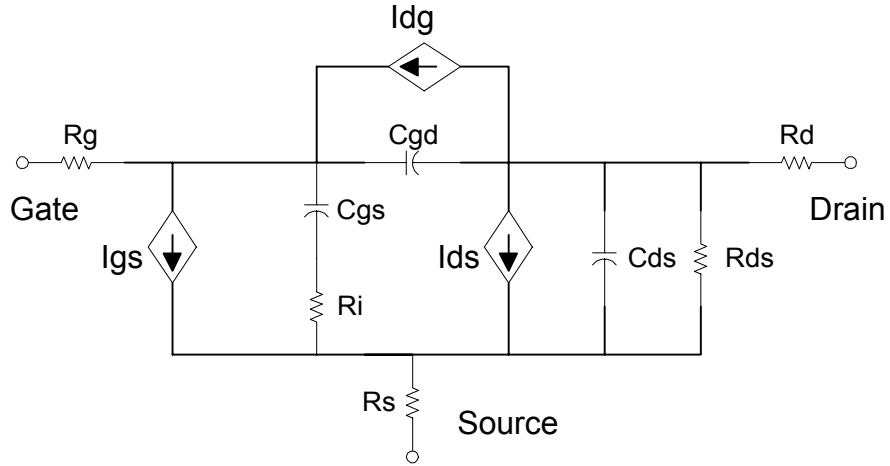 Idg
Rg
Cgd
Rd
Gate
Drain
Cgs
Igs
Ids
Cds
Rds
Ri
Rs
Source